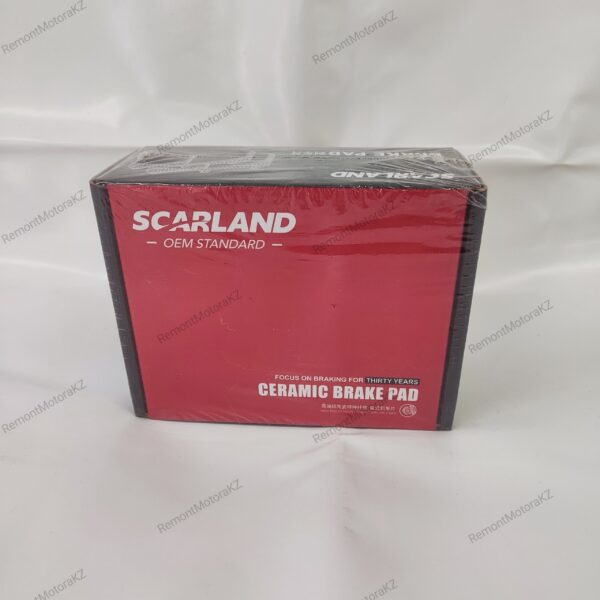 SCARLAND
SCARLAND
— OEM STANDARD —
FOCUS ON BRAKING FOR THIRTY YEARS
CERAMIC BRAKE PAD
RemontMotoraKZ